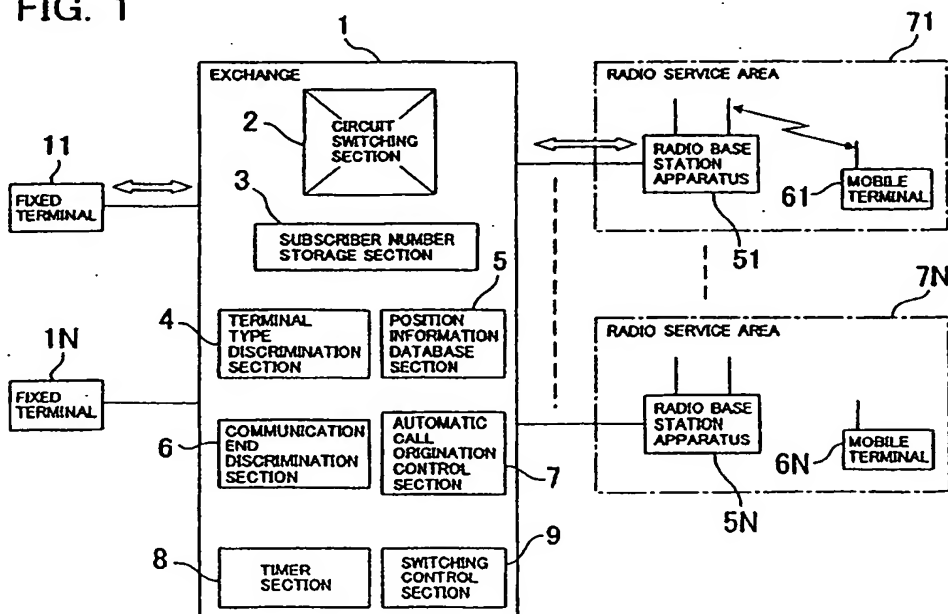 FIG. 1
1
71
EXCHANGE
RADIO SERVICE AREA
2
CIRCUIT
SWITCHING
SECTION
11
FIXED
TERMINAL
RADIO BASE
STATION
APPARATUS
61
MOBILE
TERMINAL
3
SUBSCRIBER NUMBER
STORAGE SECTION
51
5
7N
4
TERMINAL
TYPE
DISCRIMINATION
SECTION
POSITION
INFORMATION
DATABASE
SECTION
RADIO SERVICE AREA
1N
FIXED
TERMINAL
RADIO BASE
STATION
APPARATUS
6
COMMUNICATION
END
DISCRIMINATION
SECTION
AUTOMATIC
CALL
ORIGINATION
CONTROL
SECTION
7
6N
MOBILE
TERMINAL
5N
9
8
TIMER
SECTION
SWITCHING
CONTROL
SECTION